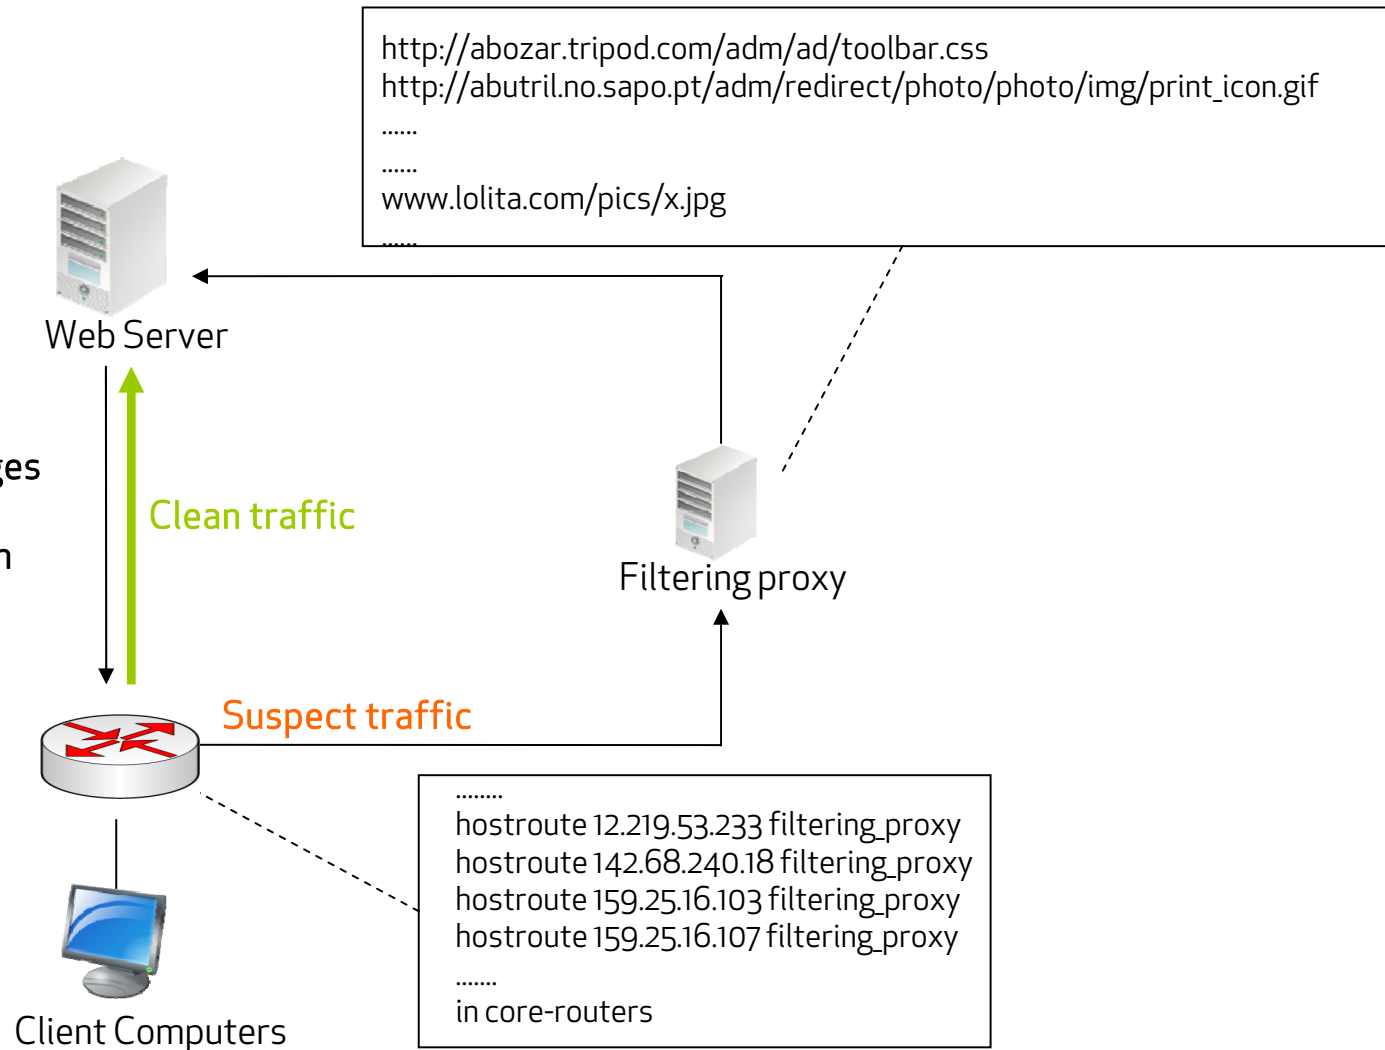 http://abozar.tripod.com/adm/ad/toolbar.css
http://abutril.no.sapo.pt/adm/redirect/photo/photo/img/print_icon.gif
......
......
www.lolita.com/pics/x.jpg
......
Web Server
ges
Clean traffic
n
Filtering proxy
Suspect traffic
........
hostroute 12.219.53.233 filtering_proxy
hostroute 142.68.240.18 filtering_proxy
hostroute 159.25.16.103 filtering_proxy
hostroute 159.25.16.107 filtering_proxy
.......
in core-routers
Client Computers